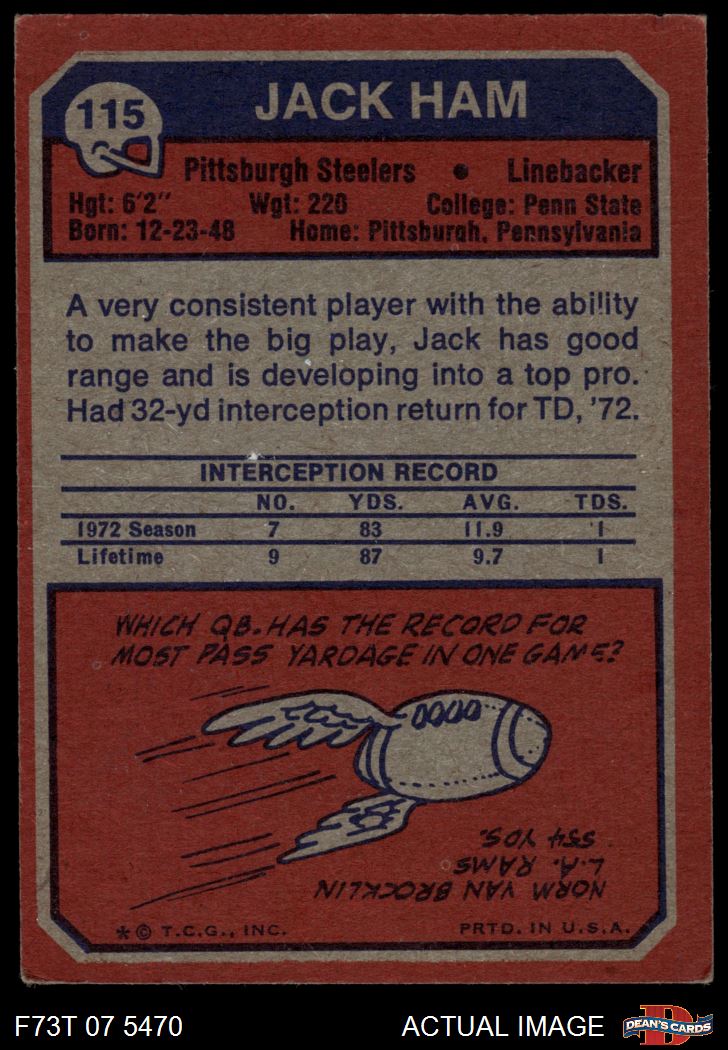 115
JACK HAM
Pittsburgh Steelers • Linebacker
Hgt: 6'2" Wgt: 220 College: Penn State
Born: 12-23-48 Home: Pittsburgh, Pennsylvania
A very consistent player with the ability
to make the big play, Jack has good
range and is developing into a top pro.
Had 32-yd interception return for TD, '72.
INTERCEPTION RECORD
NO. YDS. AVG. TDS.
1972 Season 7 83 11.9 1
Lifetime 9 87 9.7 1
WHICH QB. HAS THE RECORD FOR
MOST PASS YARDAGE IN ONE GAME?
NORM VAN BROCKLIN
L.A. RAMS
554 YDS.
* © T.C.G., INC. PRTD. IN U.S.A.
F73T 07 5470 ACTUAL IMAGE
D
DEAN'S CARDS